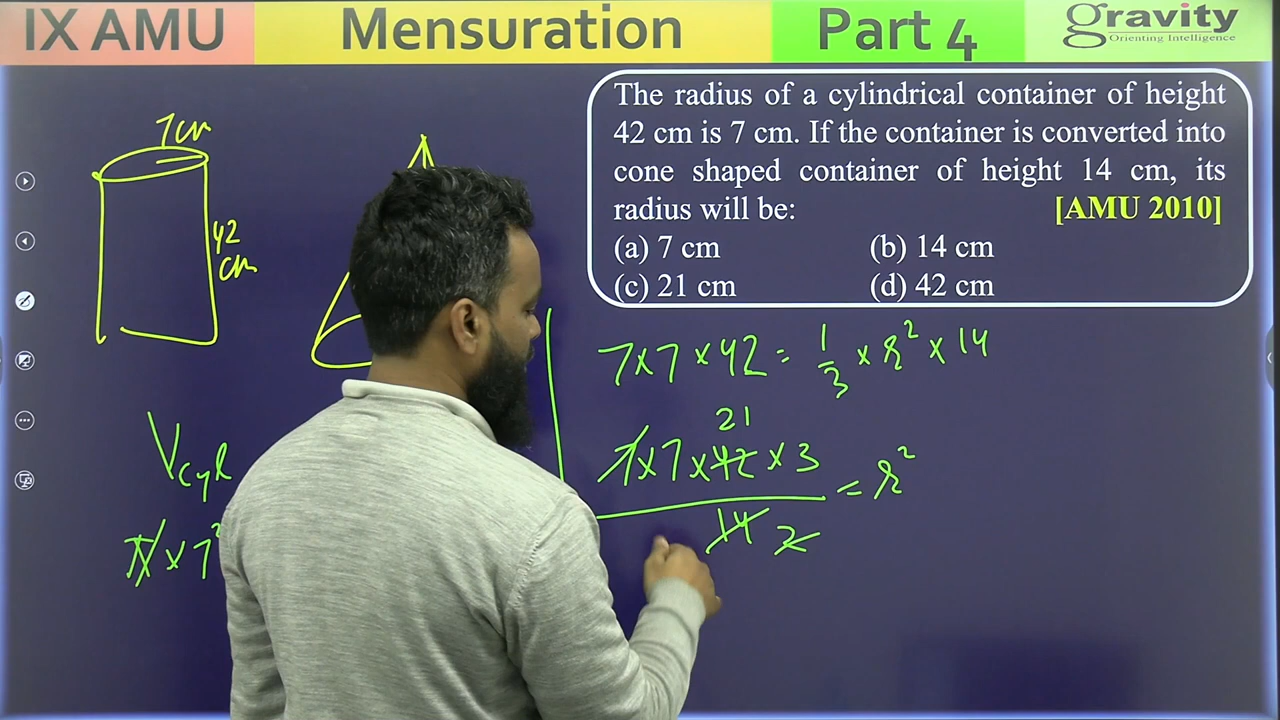 IX AMU
Mensuration
Part 4
gravity
Orienting Intelligence
The radius of a cylindrical container of height
42 cm is 7 cm. If the container is converted into
cone shaped container of height 14 cm, its
radius will be: [AMU 2010]
(a) 7 cm (b) 14 cm
(c) 21 cm (d) 42 cm
7 cm
42
cm
V cyl
π × 7²
7 × 7 × 42 = 1/3 × r² × 14
21
7 × 7 × 42 × 3 = r²
14 2